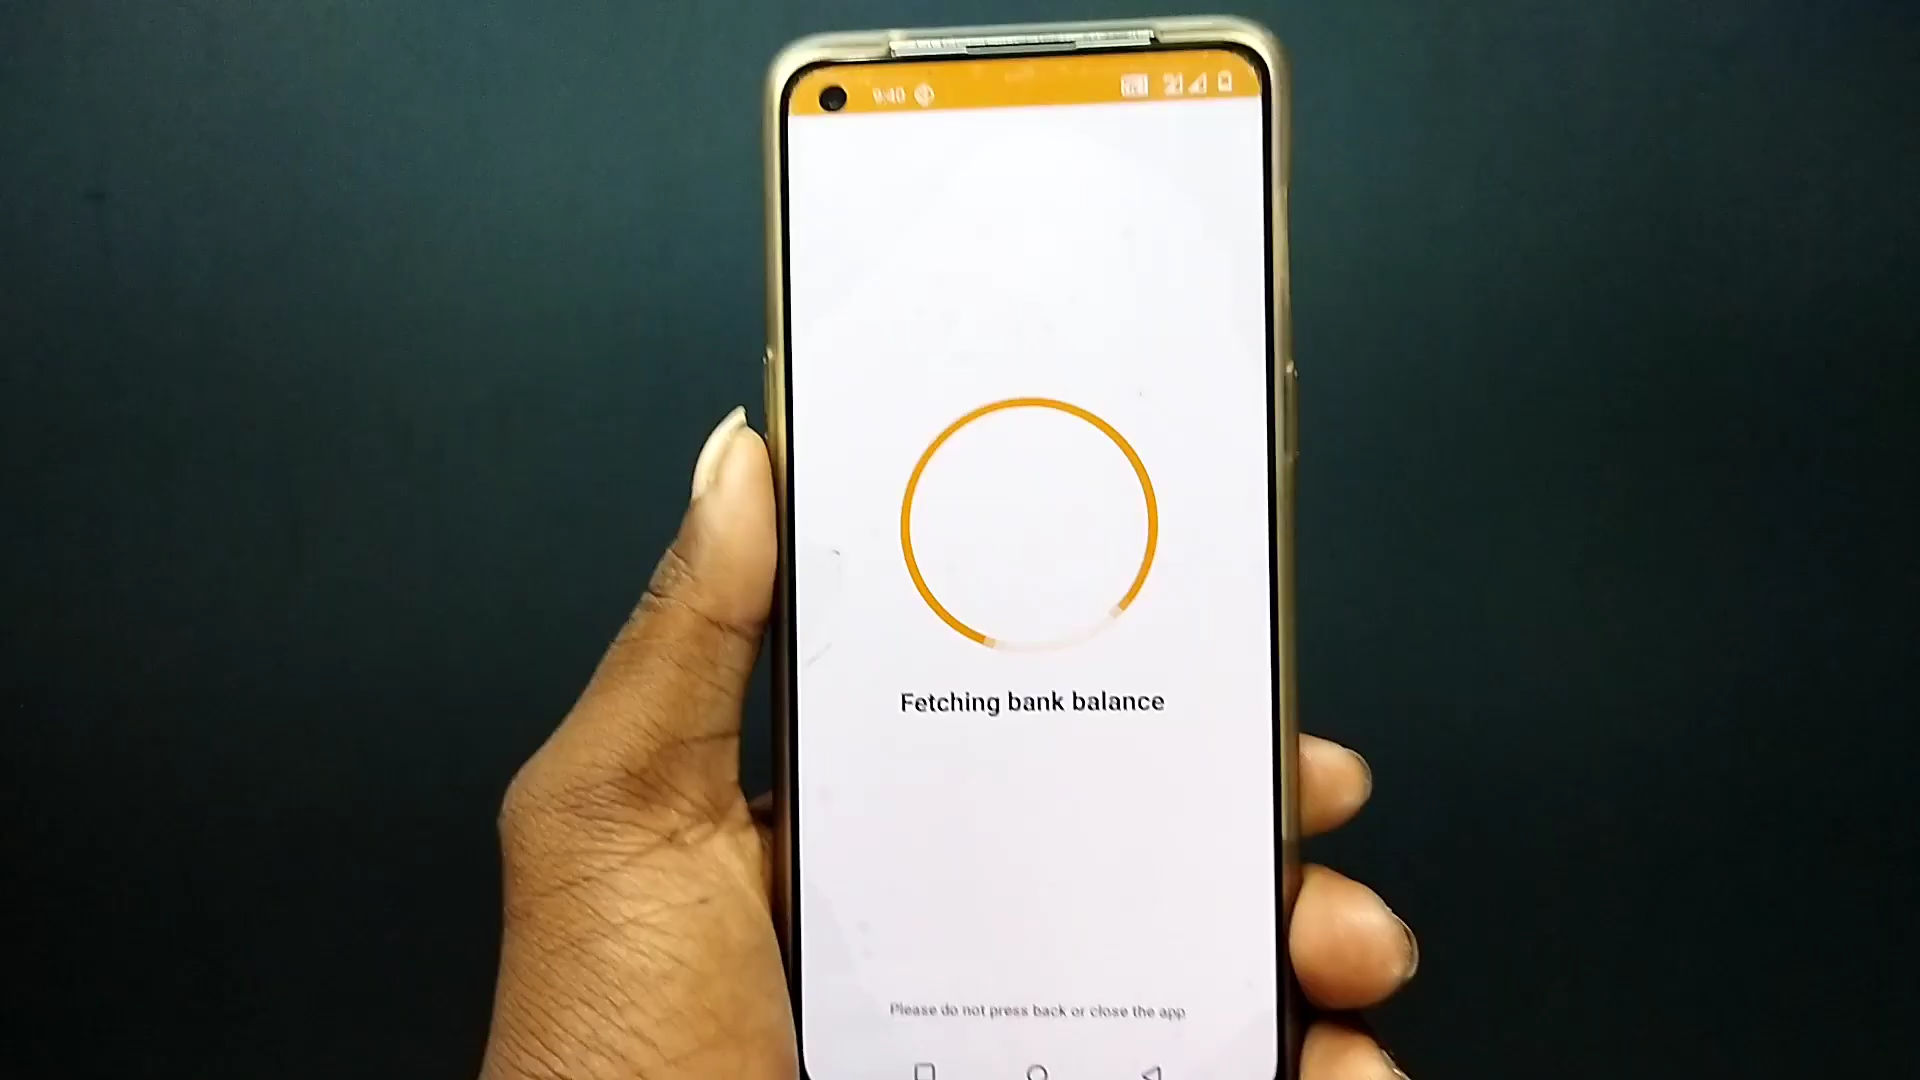 9:40
Fetching bank balance
Please do not press back or close the app